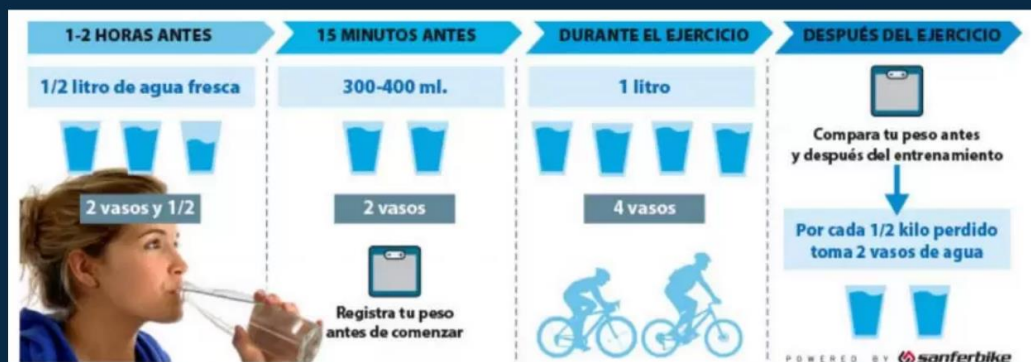 1-2 HORAS ANTES
1/2 litro de agua fresca
2 vasos y 1/2
15 MINUTOS ANTES
300-400 ml.
2 vasos
Registra tu peso
antes de comenzar
DURANTE EL EJERCICIO
1 litro
4 vasos
DESPUÉS DEL EJERCICIO
Compara tu peso antes
y después del entrenamiento
Por cada 1/2 kilo perdido
toma 2 vasos de agua
POWERED BY sanferbike